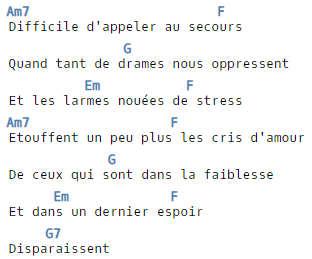 Am7 F
Difficile d'appeler au secours
G
Quand tant de drames nous oppressent
Em F
Et les larmes nouées de stress
Am7 F
Etouffent un peu plus les cris d'amour
G
De ceux qui sont dans la faiblesse
Em F
Et dans un dernier espoir
G7
Disparaissent